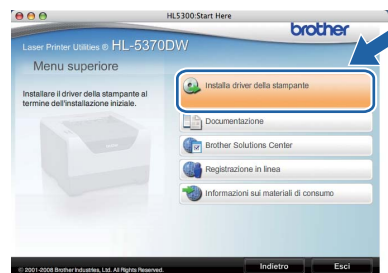 HL5300:Start Here
brother
Laser Printer Utilities ® HL-5370DW
Menu superiore
Installare il driver della stampante al
termine dell'installazione iniziale.
Installa driver della stampante
Documentazione
Brother Solutions Center
Registrazione in linea
Informazioni sui materiali di consumo
© 2001-2008 Brother Industries, Ltd. All Rights Reserved.
Indietro
Esci